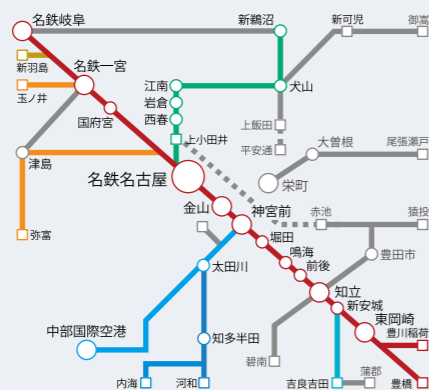 名鉄岐阜
新鵜沼
新可児
御嵩
新羽島
名鉄一宮
玉ノ井
江南
犬山
岩倉
国府宮
西春
上飯田
上小田井
大曽根
尾張瀬戸
平安通
津島
名鉄名古屋
栄町
金山
神宮前
赤池
猿投
弥富
堀田
鳴海
豊田市
太田川
前後
知立
新安城
中部国際空港
東岡崎
知多半田
豊川稲荷
碧南
蒲郡
内海
河和
吉良吉田
豊橋